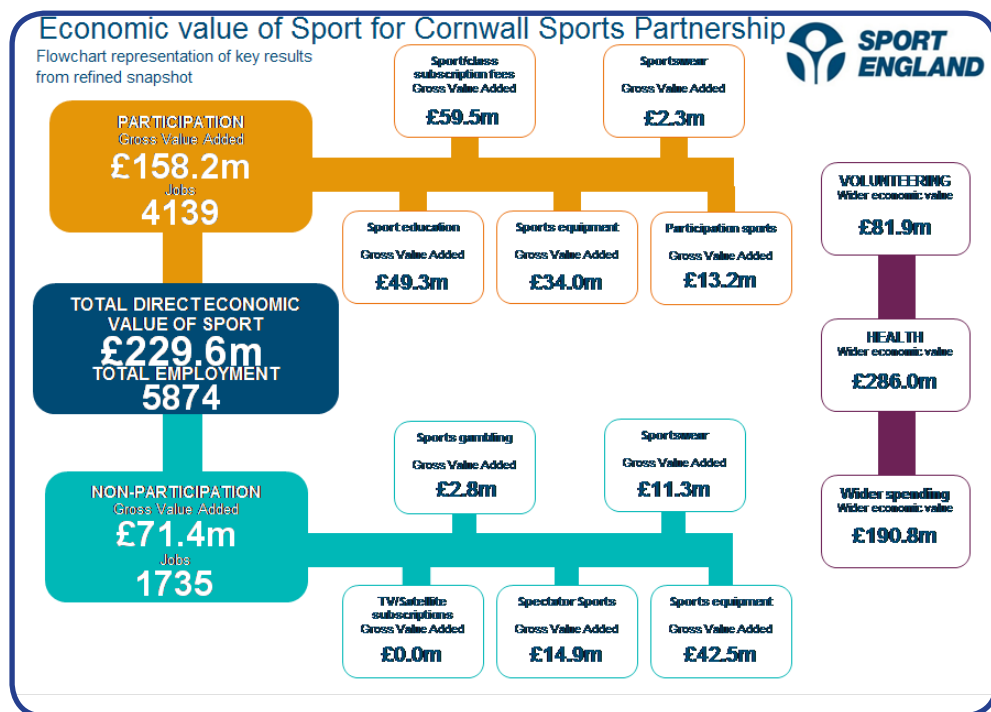 Economic value of Sport for Cornwall Sports Partnership
Flowchart representation of key results
from refined snapshot
SPORT
ENGLAND
Sport/class
subscription fees
Gross Value Added
£59.5m
Sportswear
Gross Value Added
£2.3m
PARTICIPATION
Gross Value Added
£158.2m
Jobs
4139
Sport education
Gross Value Added
£49.3m
Sports equipment
Gross Value Added
£34.0m
Participation sports
Gross Value Added
£13.2m
TOTAL DIRECT ECONOMIC
VALUE OF SPORT
£229.6m
TOTAL EMPLOYMENT
5874
NON-PARTICIPATION
Gross Value Added
£71.4m
Jobs
1735
Sports gambling
Gross Value Added
£2.8m
Sportswear
Gross Value Added
£11.3m
TV/Satellite
subscriptions
Gross Value Added
£0.0m
Spectator Sports
Gross Value Added
£14.9m
Sports equipment
Gross Value Added
£42.5m
VOLUNTEERING
Wider economic value
£81.9m
HEALTH
Wider economic value
£286.0m
Wider spending
Wider economic value
£190.8m